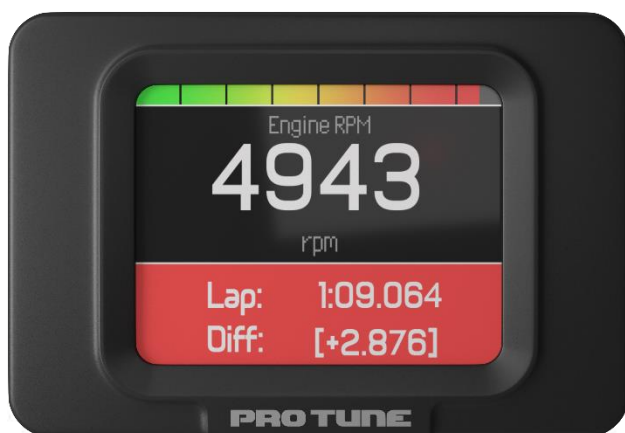 Engine RPM
4943
rpm
Lap: 1:09.064
Diff: [+2.876]
PRO TUNE